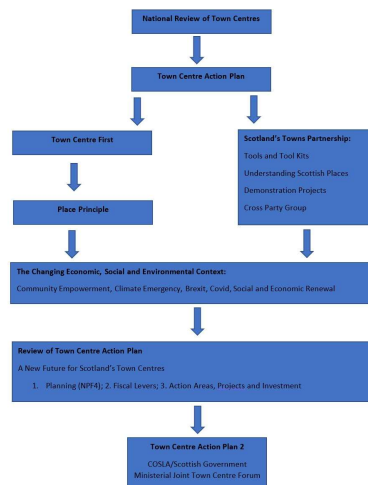 National Review of Town Centres
Town Centre Action Plan
Town Centre First
Place Principle
Scotland's Towns Partnership:
Tools and Tool Kits
Understanding Scottish Places
Demonstration Projects
Cross Party Group
The Changing Economic, Social and Environmental Context:
Community Empowerment, Climate Emergency, Brexit, Covid, Social and Economic Renewal
Review of Town Centre Action Plan
A New Future for Scotland's Town Centres
1. Planning (NPF4); 2. Fiscal Levers; 3. Action Areas, Projects and Investment
Town Centre Action Plan 2
COSLA/Scottish Government
Ministerial Joint Town Centre Forum